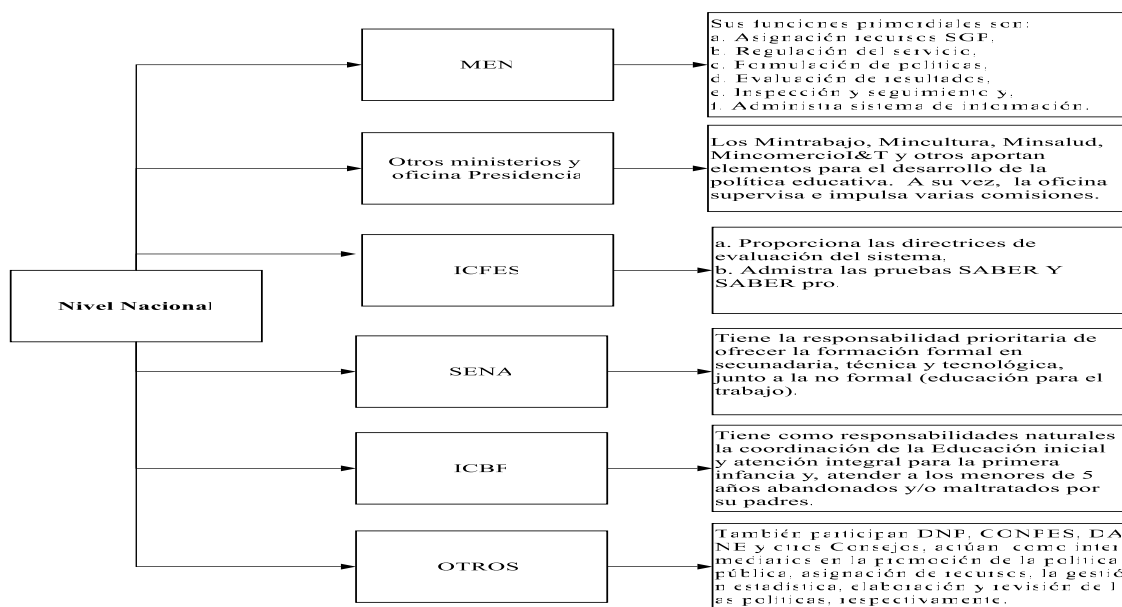 Nivel Nacional
MEN
Sus funciones primordiales son:
a. Asignación recursos SGP,
b. Regulación del servicio,
c. Formulación de políticas,
d. Evaluación de resultados,
e. Inspección y seguimiento y,
f. Administra sistema de información.
Otros ministerios y
oficina Presidencia
Los Mintrabajo, Mincultura, Minsalud,
MincomercioI&T y otros aportan
elementos para el desarrollo de la
política educativa. A su vez, la oficina
supervisa e impulsa varias comisiones.
ICFES
a. Proporciona las directrices de
evaluación del sistema,
b. Admistra las pruebas SABER Y
SABER pro.
SENA
Tiene la responsabilidad prioritaria de
ofrecer la formación formal en
secunadaria, técnica y tecnológica,
junto a la no formal (educación para el
trabajo).
ICBF
Tiene como responsabilidades naturales
la coordinación de la Educación inicial
y atención integral para la primera
infancia y, atender a los menores de 5
años abandonados y/o maltratados por
su padres.
OTROS
También participan DNP, CONPES, DA
NE y otros Consejos, actúan como inter
mediarios en la promoción de la política
pública, asignación de recursos, la gestió
n estadística, elaboración y revisión de l
as políticas, respectivamente.